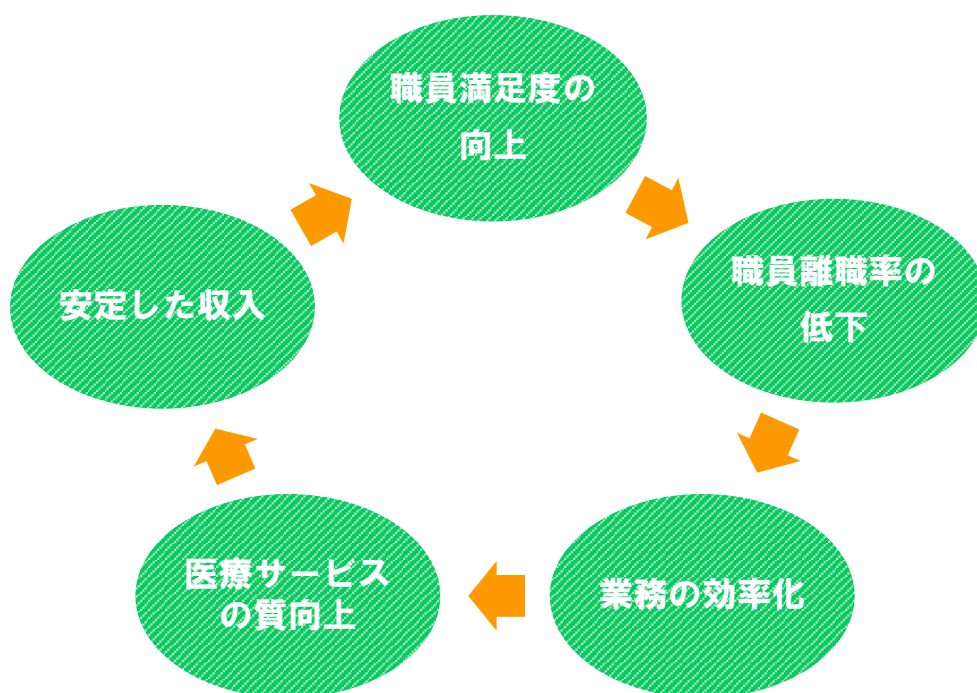 職員満足度の
向上
職員離職率の
低下
業務の効率化
医療サービス
の質向上
安定した収入